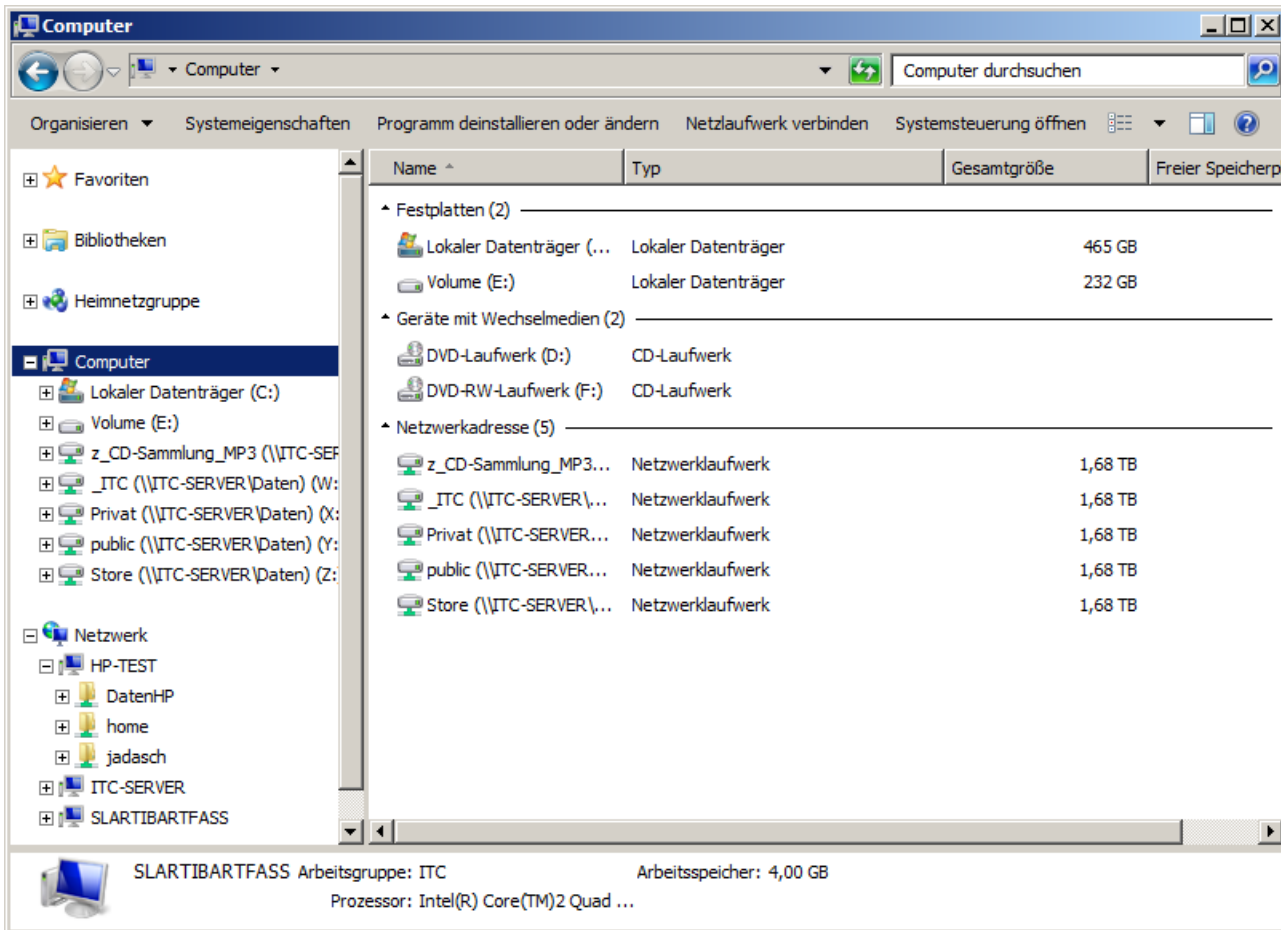 Computer
Computer
Computer durchsuchen
Organisieren Systemeigenschaften Programm deinstallieren oder ändern Netzlaufwerk verbinden Systemsteuerung öffnen
Favoriten
Bibliotheken
Heimnetzgruppe
Computer
Lokaler Datenträger (C:)
Volume (E:)
z_CD-Sammlung_MP3 (\\ITC-SER
_ITC (\\ITC-SERVER\Daten) (W:
Privat (\\ITC-SERVER\Daten) (X:
public (\\ITC-SERVER\Daten) (Y:
Store (\\ITC-SERVER\Daten) (Z:
Netzwerk
HP-TEST
DatenHP
home
jadasch
ITC-SERVER
SLARTIBARTFASS
Name Typ Gesamtgröße Freier Speicherp
Festplatten (2)
Lokaler Datenträger (... Lokaler Datenträger 465 GB
Volume (E:) Lokaler Datenträger 232 GB
Geräte mit Wechselmedien (2)
DVD-Laufwerk (D:) CD-Laufwerk
DVD-RW-Laufwerk (F:) CD-Laufwerk
Netzwerkadresse (5)
z_CD-Sammlung_MP3... Netzwerklaufwerk 1,68 TB
_ITC (\\ITC-SERVER\... Netzwerklaufwerk 1,68 TB
Privat (\\ITC-SERVER... Netzwerklaufwerk 1,68 TB
public (\\ITC-SERVER... Netzwerklaufwerk 1,68 TB
Store (\\ITC-SERVER\... Netzwerklaufwerk 1,68 TB
SLARTIBARTFASS Arbeitsgruppe: ITC Arbeitsspeicher: 4,00 GB
Prozessor: Intel(R) Core(TM)2 Quad ...